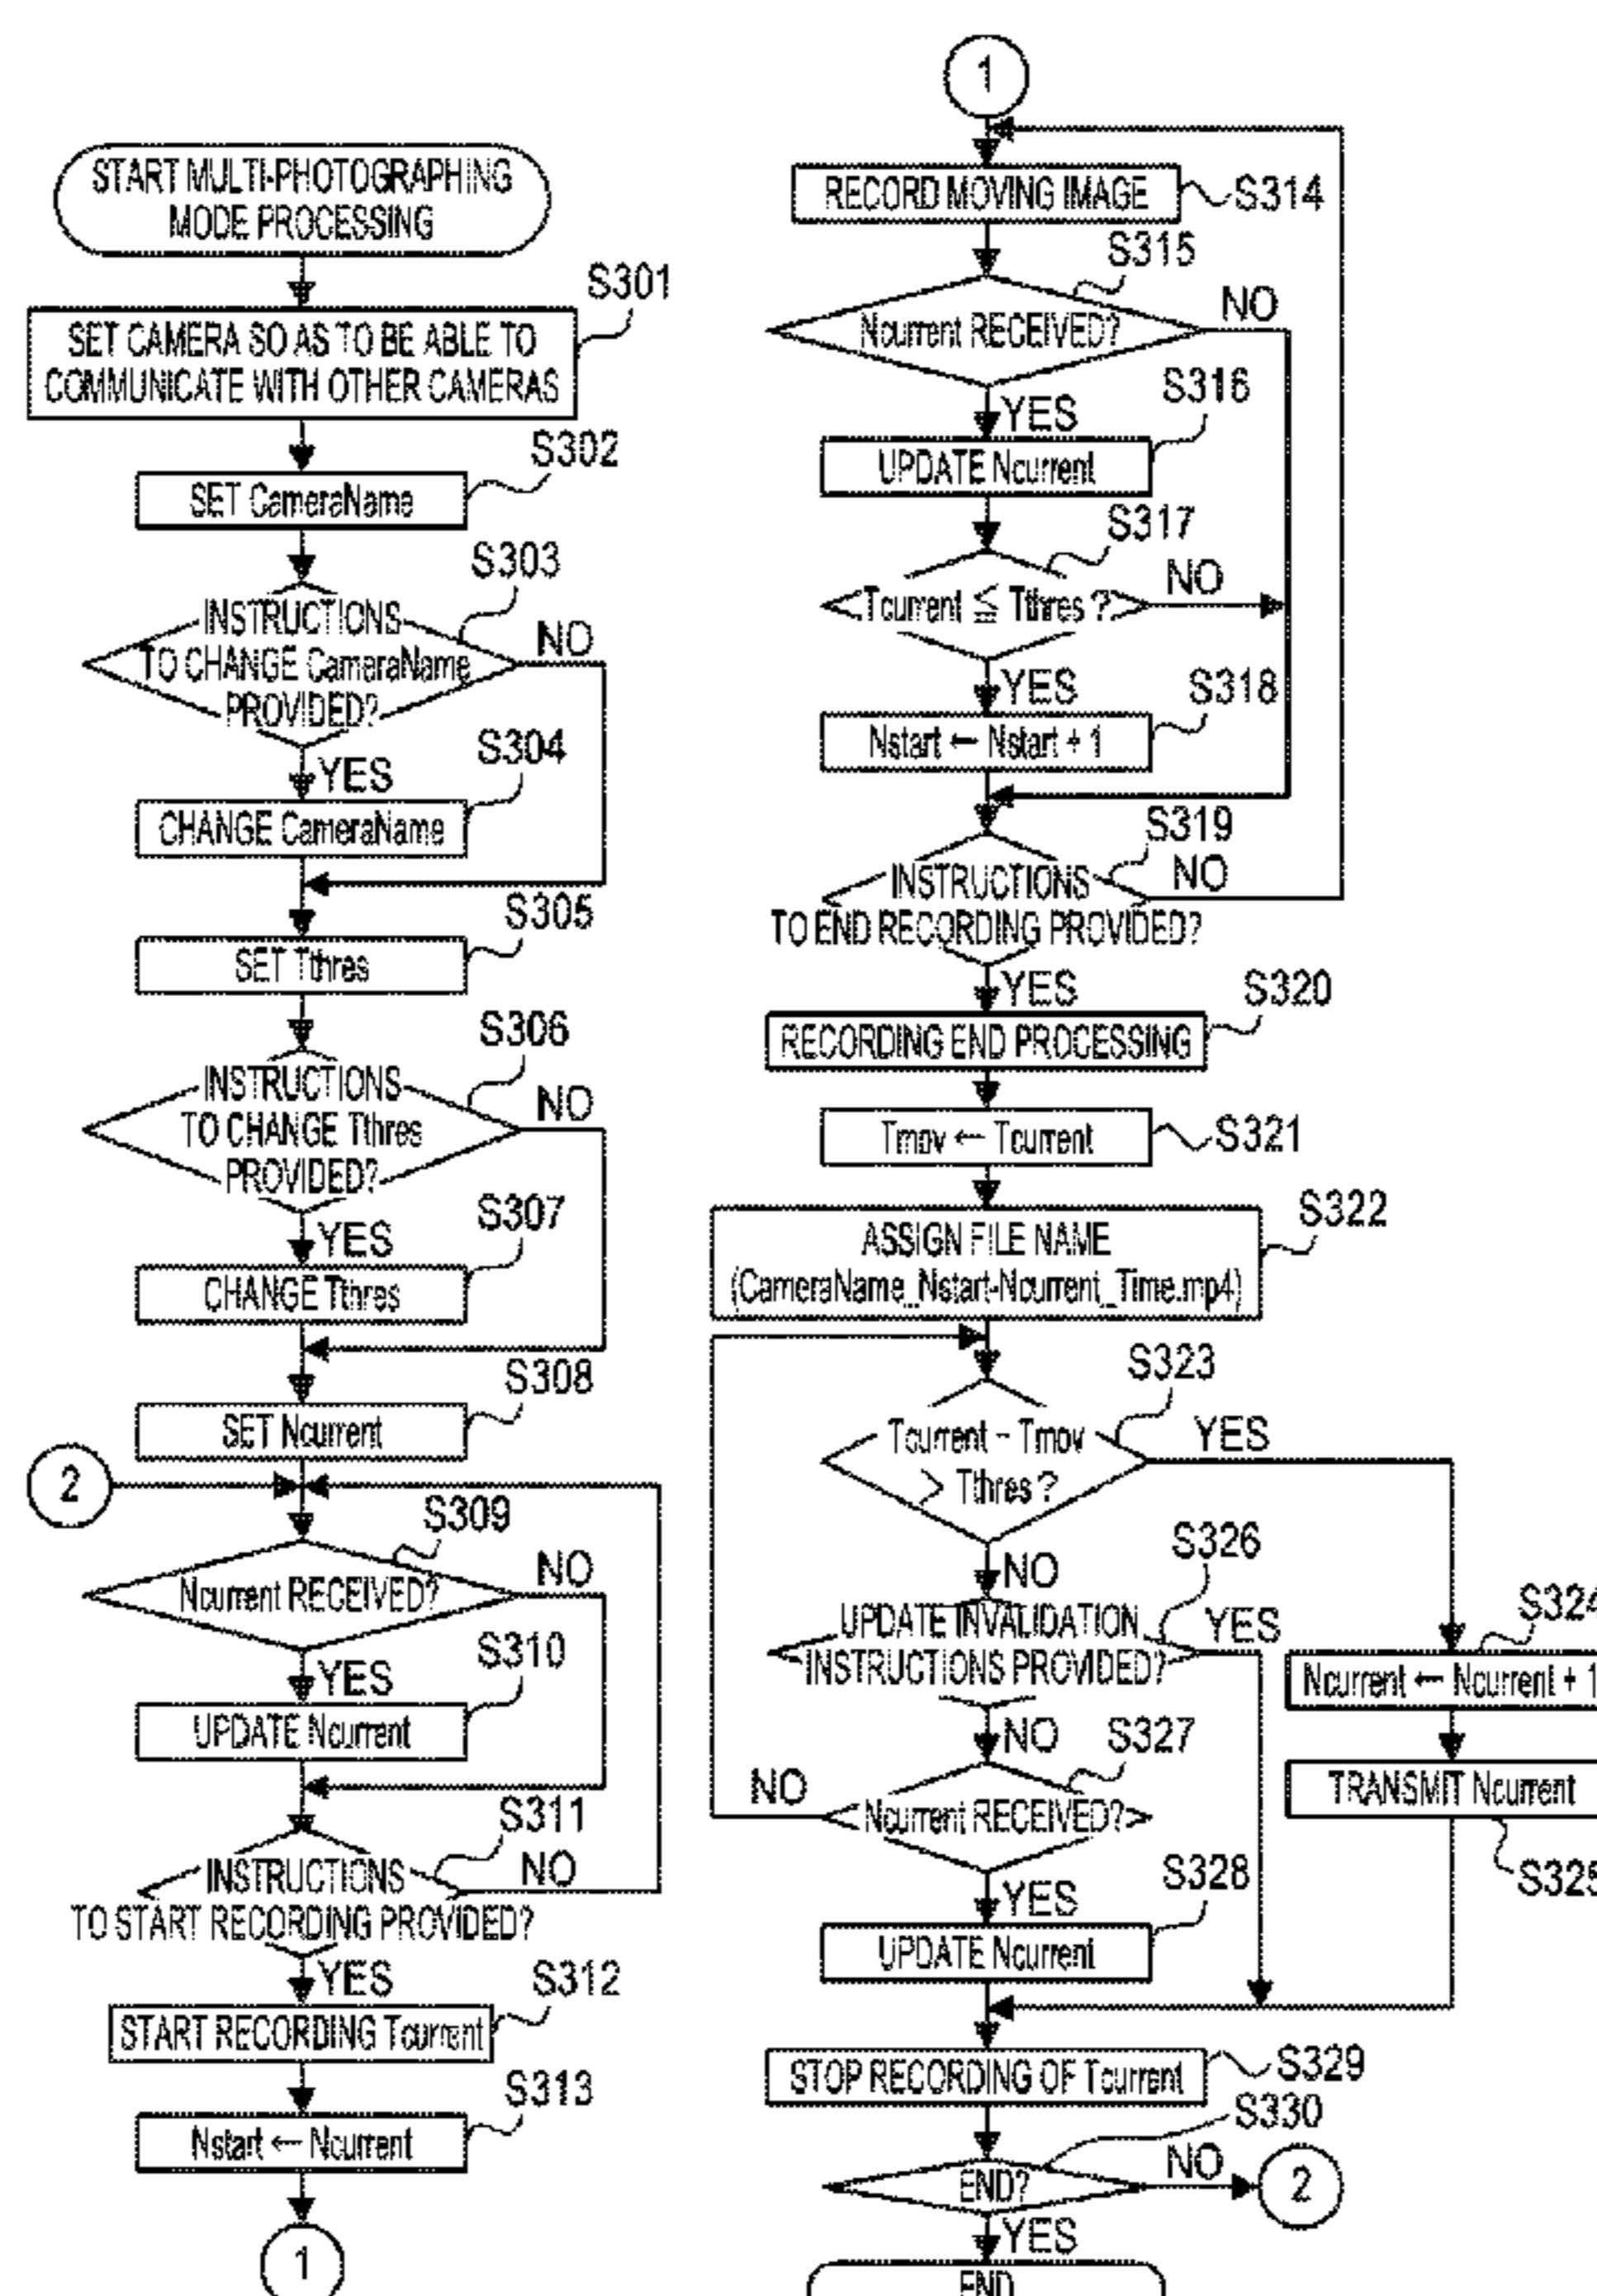 START MULTI-PHOTOGRAPHING
MODE PROCESSING
S301
SET CAMERA SO AS TO BE ABLE TO
COMMUNICATE WITH OTHER CAMERAS
S302
SET CameraName
S303
INSTRUCTIONS
TO CHANGE CameraName
PROVIDED?
NO
YES
S304
CHANGE CameraName
S305
SET Tthres
S306
INSTRUCTIONS
TO CHANGE Tthres
PROVIDED?
NO
YES
S307
CHANGE Tthres
S308
SET Ncurrent
2
S309
Ncurrent RECEIVED?
NO
YES
S310
UPDATE Ncurrent
S311
INSTRUCTIONS
TO START RECORDING PROVIDED?
NO
YES
S312
START RECORDING Tcurrent
S313
Nstart ← Ncurrent
1
1
RECORD MOVING IMAGE
S314
S315
Ncurrent RECEIVED?
NO
YES
S316
UPDATE Ncurrent
S317
Tcurrent ≦ Tthres ?
NO
YES
S318
Nstart ← Nstart + 1
S319
INSTRUCTIONS
TO END RECORDING PROVIDED?
NO
YES
S320
RECORDING END PROCESSING
Tmov ← Tcurrent
S321
S322
ASSIGN FILE NAME
(CameraName_Nstart-Ncurrent_Time.mp4)
S323
Tcurrent - Tmov
> Tthres ?
YES
NO
S324
Ncurrent ← Ncurrent + 1
TRANSMIT Ncurrent
S325
S326
UPDATE INVALIDATION
INSTRUCTIONS PROVIDED?
YES
NO
S327
Ncurrent RECEIVED?
NO
YES
S328
UPDATE Ncurrent
STOP RECORDING OF Tcurrent
S329
S330
END?
NO
2
YES
END